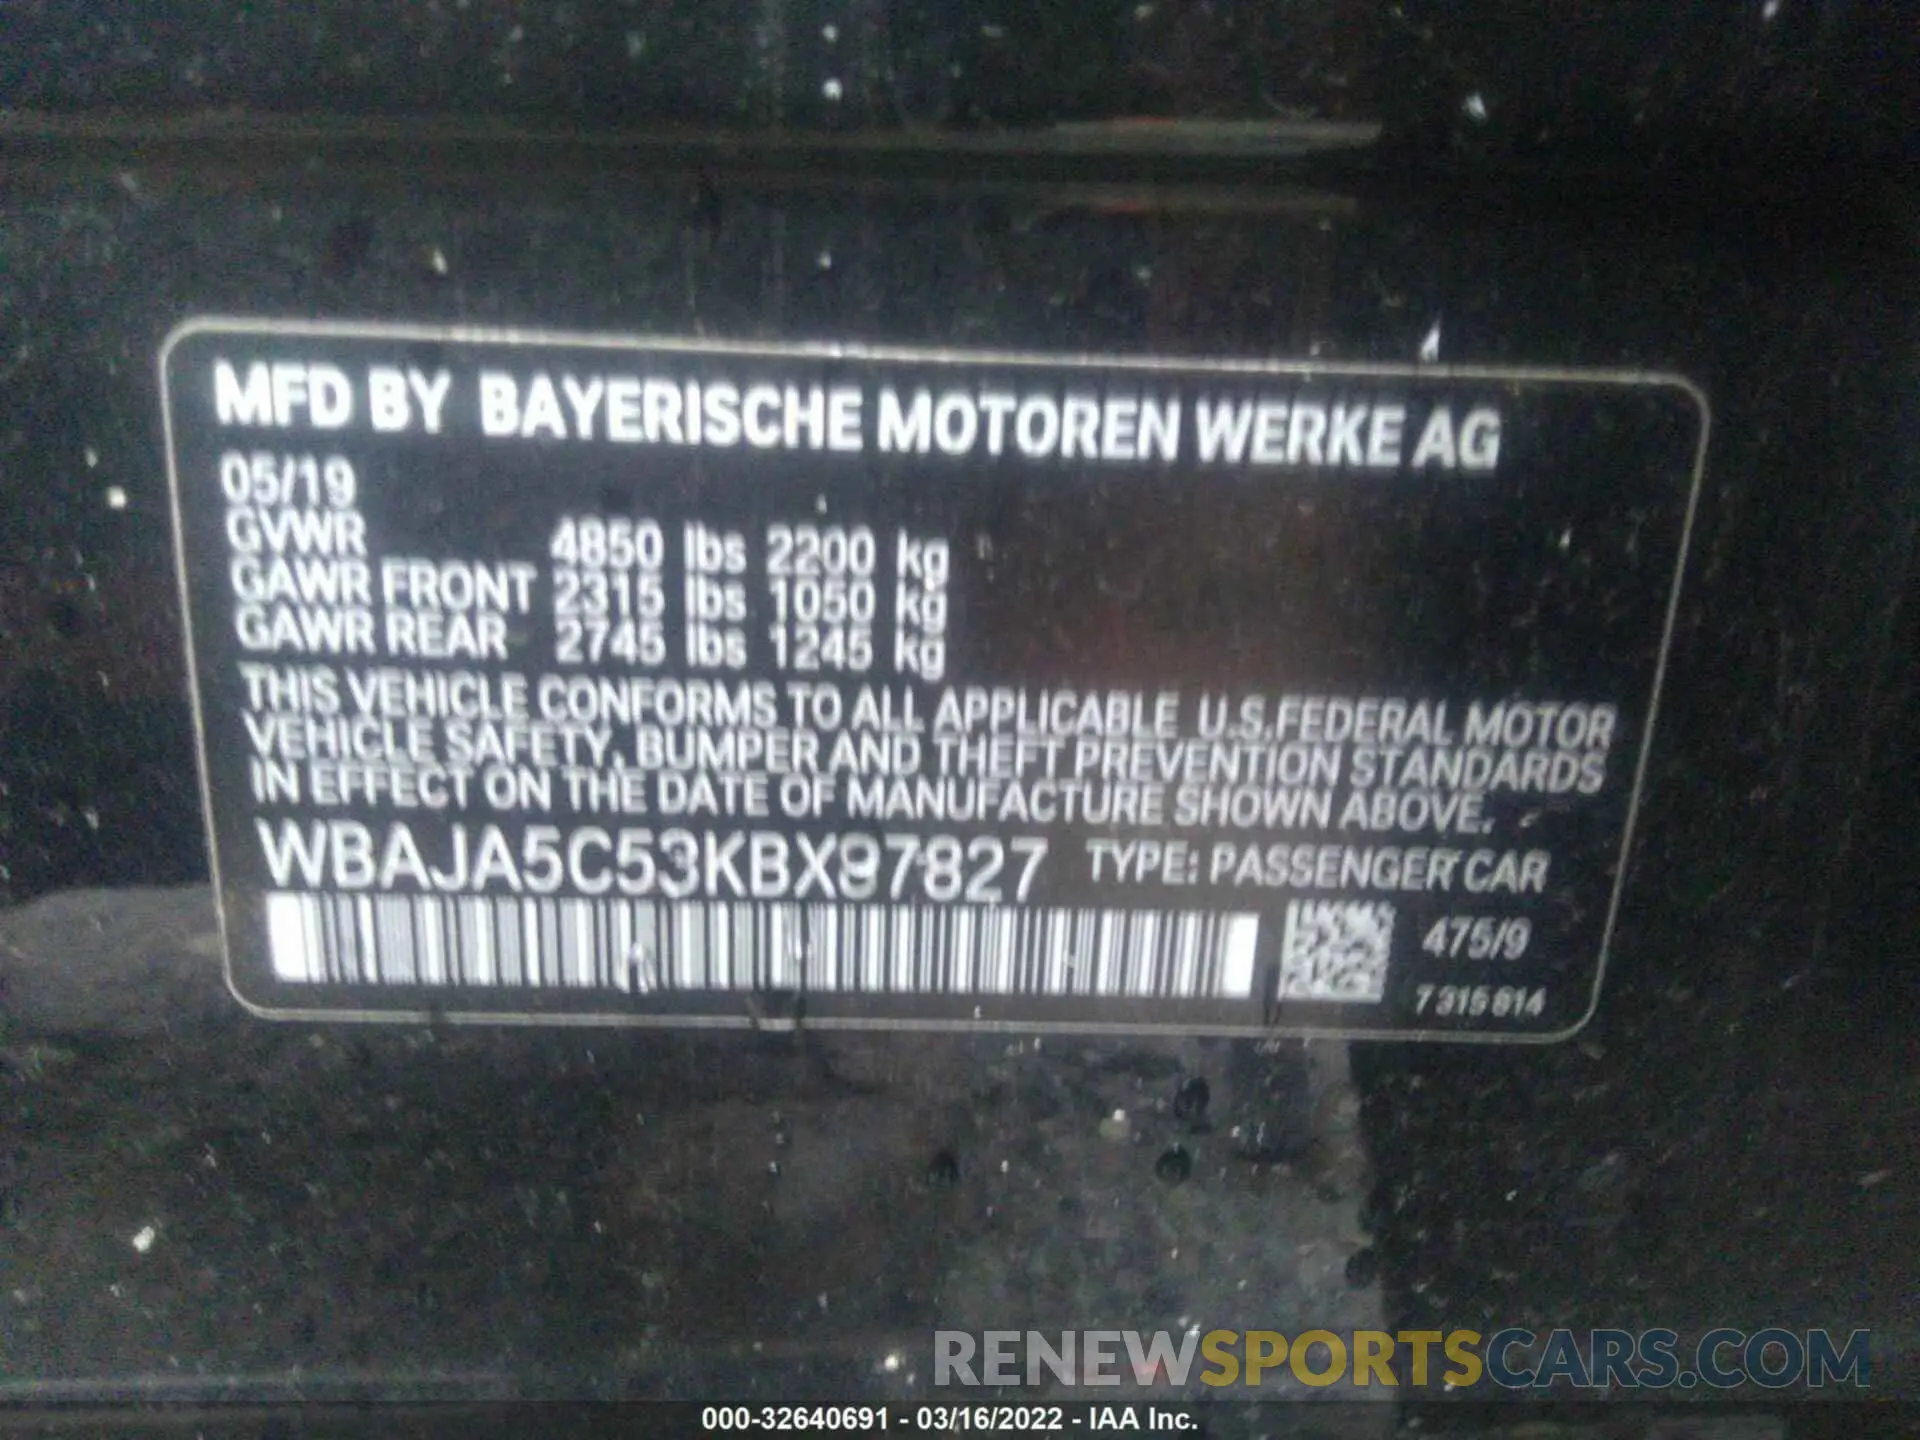 MFD BY BAYERISCHE MOTOREN WERKE AG
05/19
GVWR 4850 lbs 2200 kg
GAWR FRONT 2315 lbs 1050 kg
GAWR REAR 2745 lbs 1245 kg
THIS VEHICLE CONFORMS TO ALL APPLICABLE U.S.FEDERAL MOTOR
VEHICLE SAFETY, BUMPER AND THEFT PREVENTION STANDARDS
IN EFFECT ON THE DATE OF MANUFACTURE SHOWN ABOVE.
WBAJA5C53KBX87827 TYPE: PASSENGER CAR
475/9
7 315 814
RENEWSPORTSCARS.COM
000-32640691 - 03/16/2022 - IAA Inc.